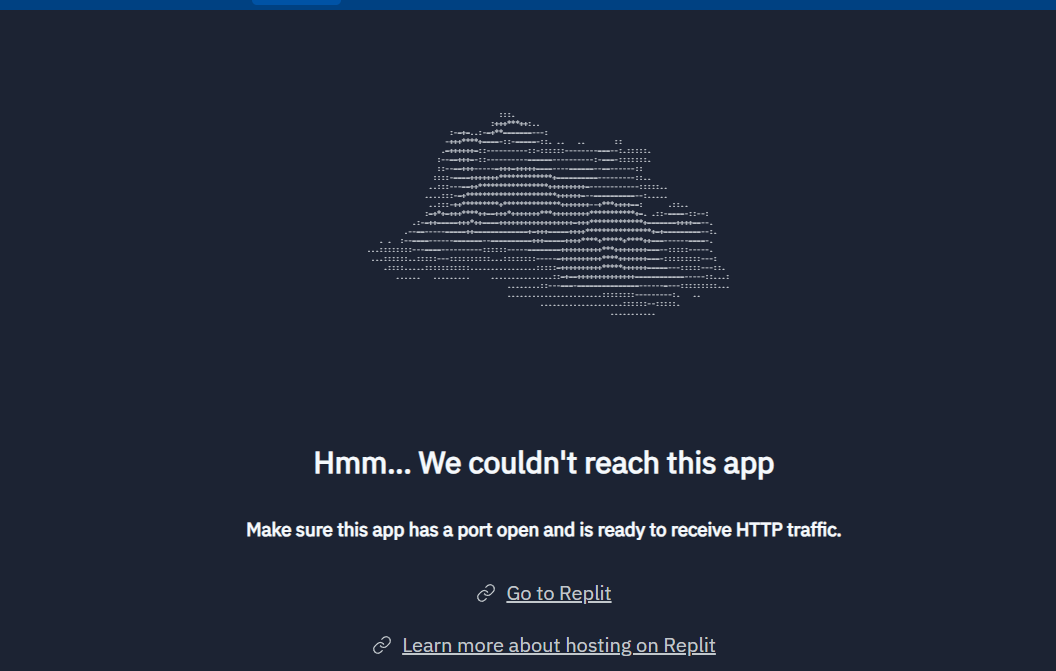 Hmm... We couldn't reach this app
Make sure this app has a port open and is ready to receive HTTP traffic.
Go to Replit
Learn more about hosting on Replit